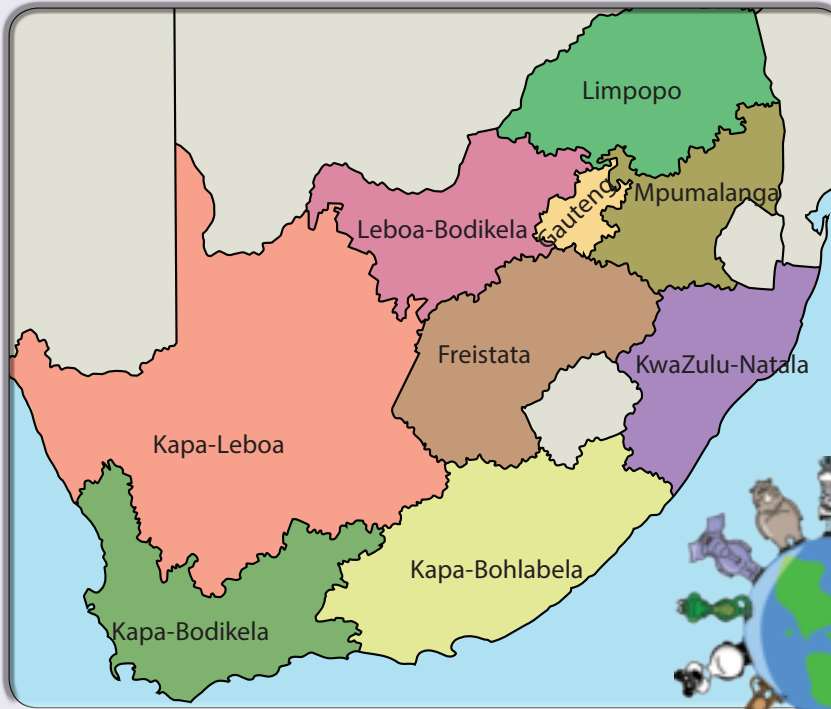 Limpopo
Mpumalanga
Gauteng
Leboa-Bodikela
Freistata
KwaZulu-Natala
Kapa-Leboa
Kapa-Bohlabela
Kapa-Bodikela